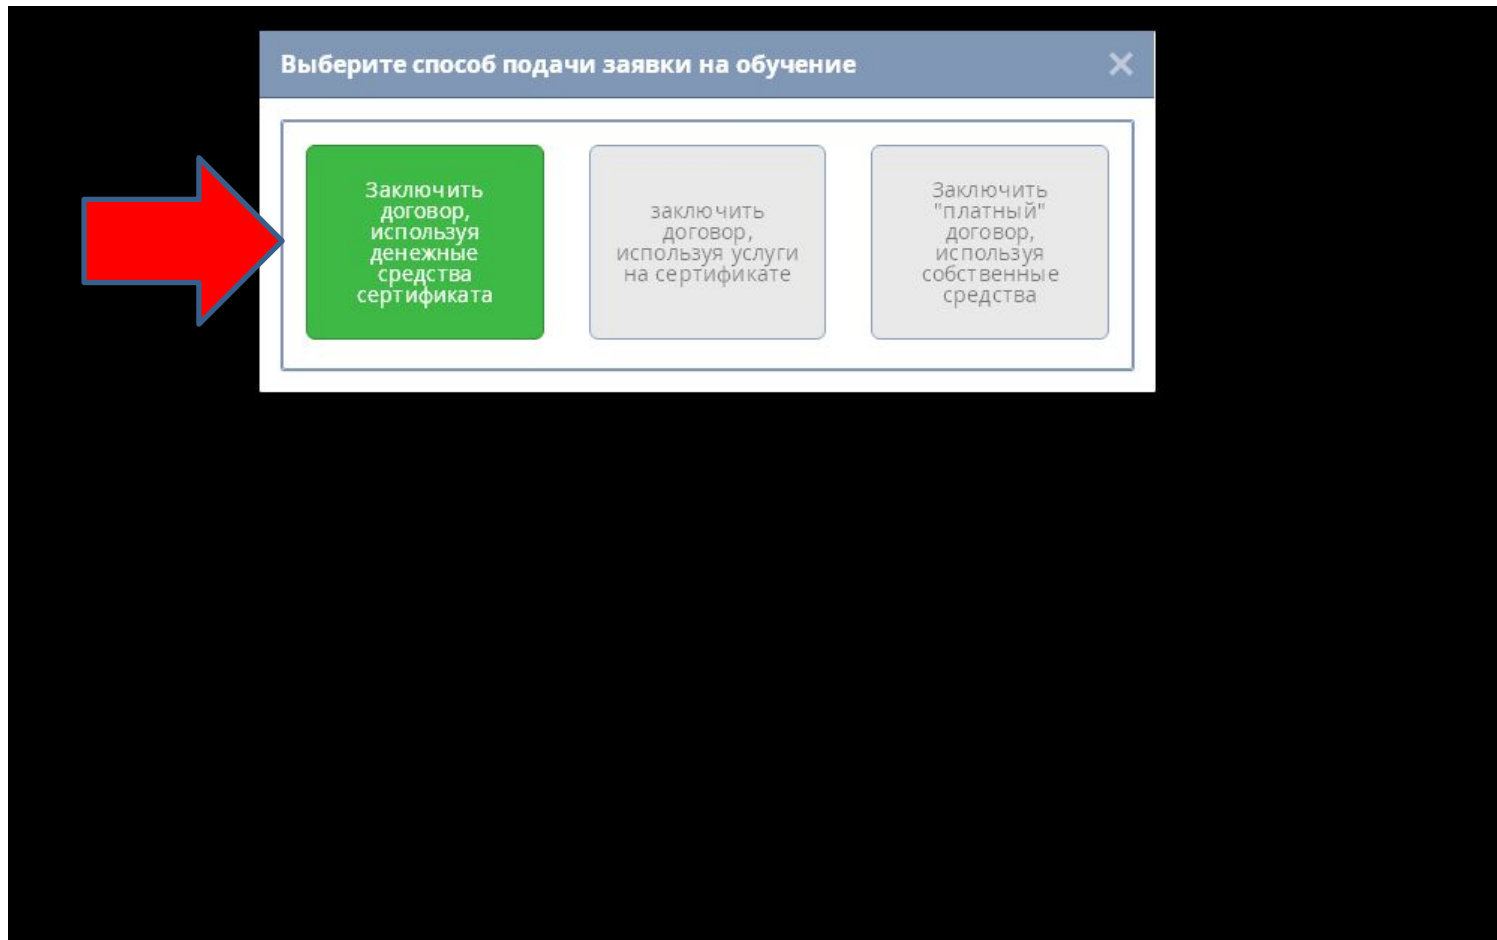 Выберите способ подачи заявки на обучение
Заключить
договор,
используя
денежные
средства
сертификата
заключить
договор,
используя услуги
на сертификате
Заключить
"платный"
договор,
используя
собственные
средства